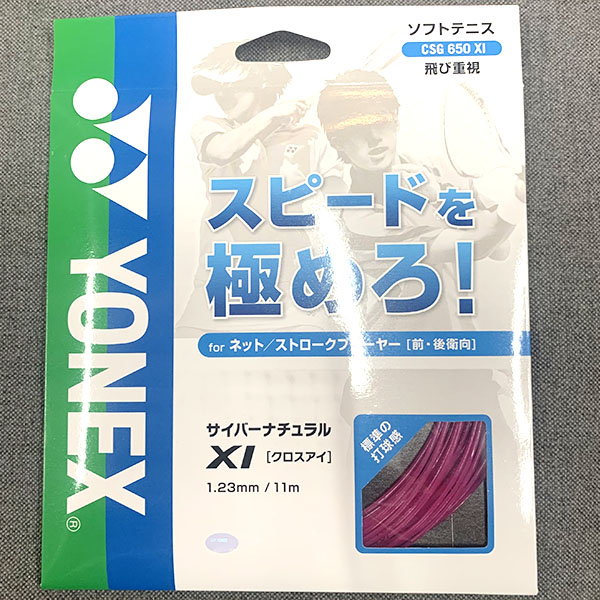 ソフトテニス
CSG 650 XI
飛び重視
YONEX®
スピードを
極めろ!
for ネット/ストロークプレーヤー [前・後衛向]
サイバーナチュラル
XI [クロスアイ]
1.23mm / 11m
標準の
打球感